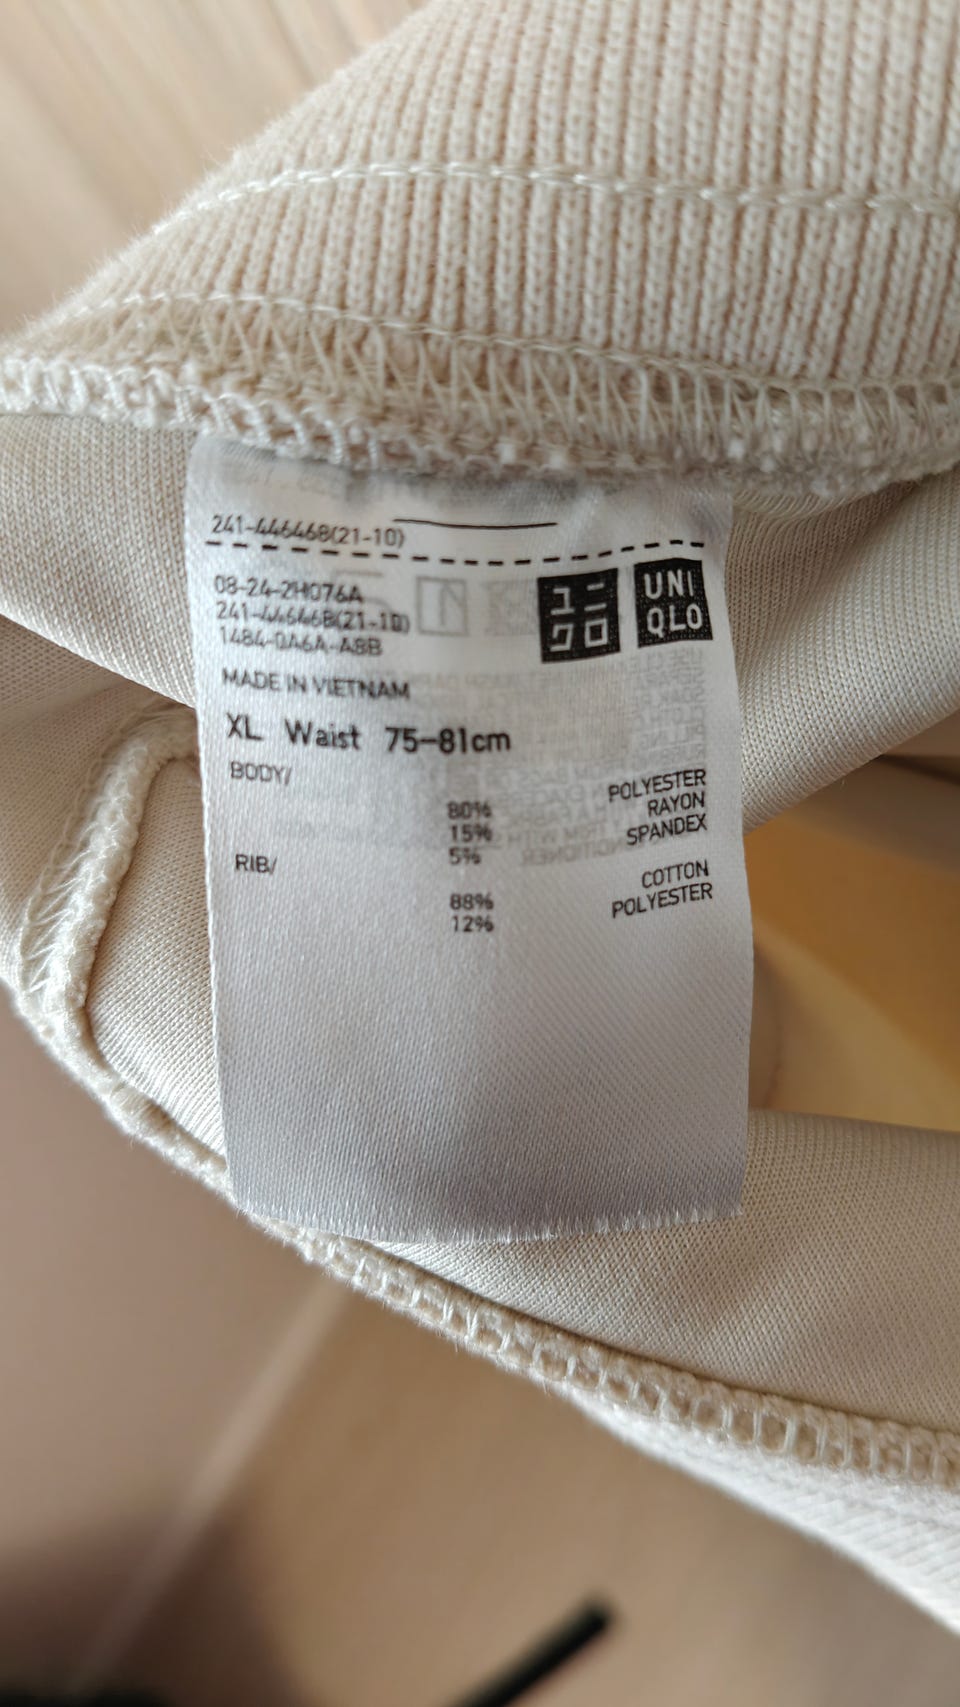 241-446468(21-10)
08-24-2H076A
241-446468(21-10)
1484-0A6A-A8B
ユニ
クロ
UNI
QLO
MADE IN VIETNAM
XL Waist 75-81cm
BODY/
80% POLYESTER
15% RAYON
5% SPANDEX
RIB/
88% COTTON
12% POLYESTER